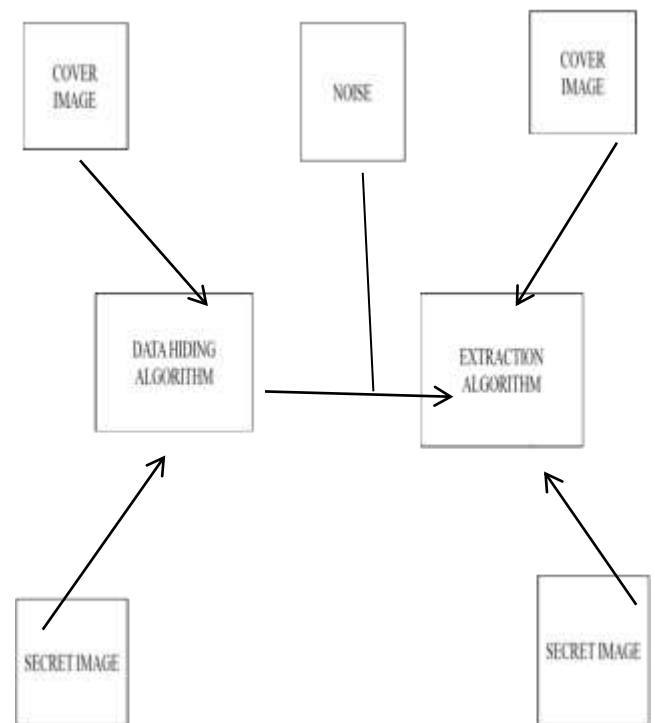 COVER
IMAGE
NOISE
COVER
IMAGE
DATA HIDING
ALGORITHM
EXTRACTION
ALGORITHM
SECRET IMAGE
SECRET IMAGE